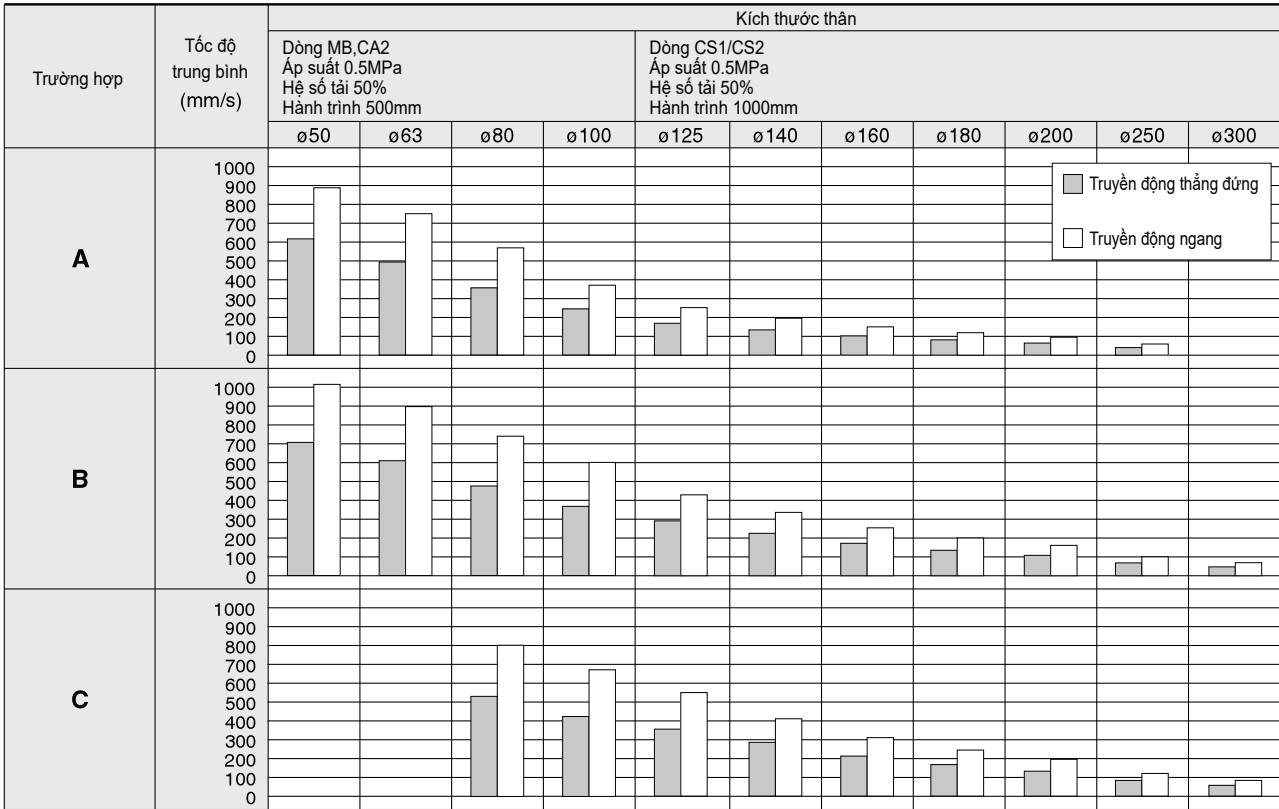 Trường hợp
Tốc độ
trung bình
(mm/s)
Kích thước thân
Dòng MB,CA2
Áp suất 0.5MPa
Hệ số tải 50%
Hành trình 500mm
Dòng CS1/CS2
Áp suất 0.5MPa
Hệ số tải 50%
Hành trình 1000mm
ø50 ø63 ø80 ø100 ø125 ø140 ø160 ø180 ø200 ø250 ø300
A
1000
900
800
700
600
500
400
300
200
100
0
Truyền động thẳng đứng
Truyền động ngang
B
1000
900
800
700
600
500
400
300
200
100
0
C
1000
900
800
700
600
500
400
300
200
100
0